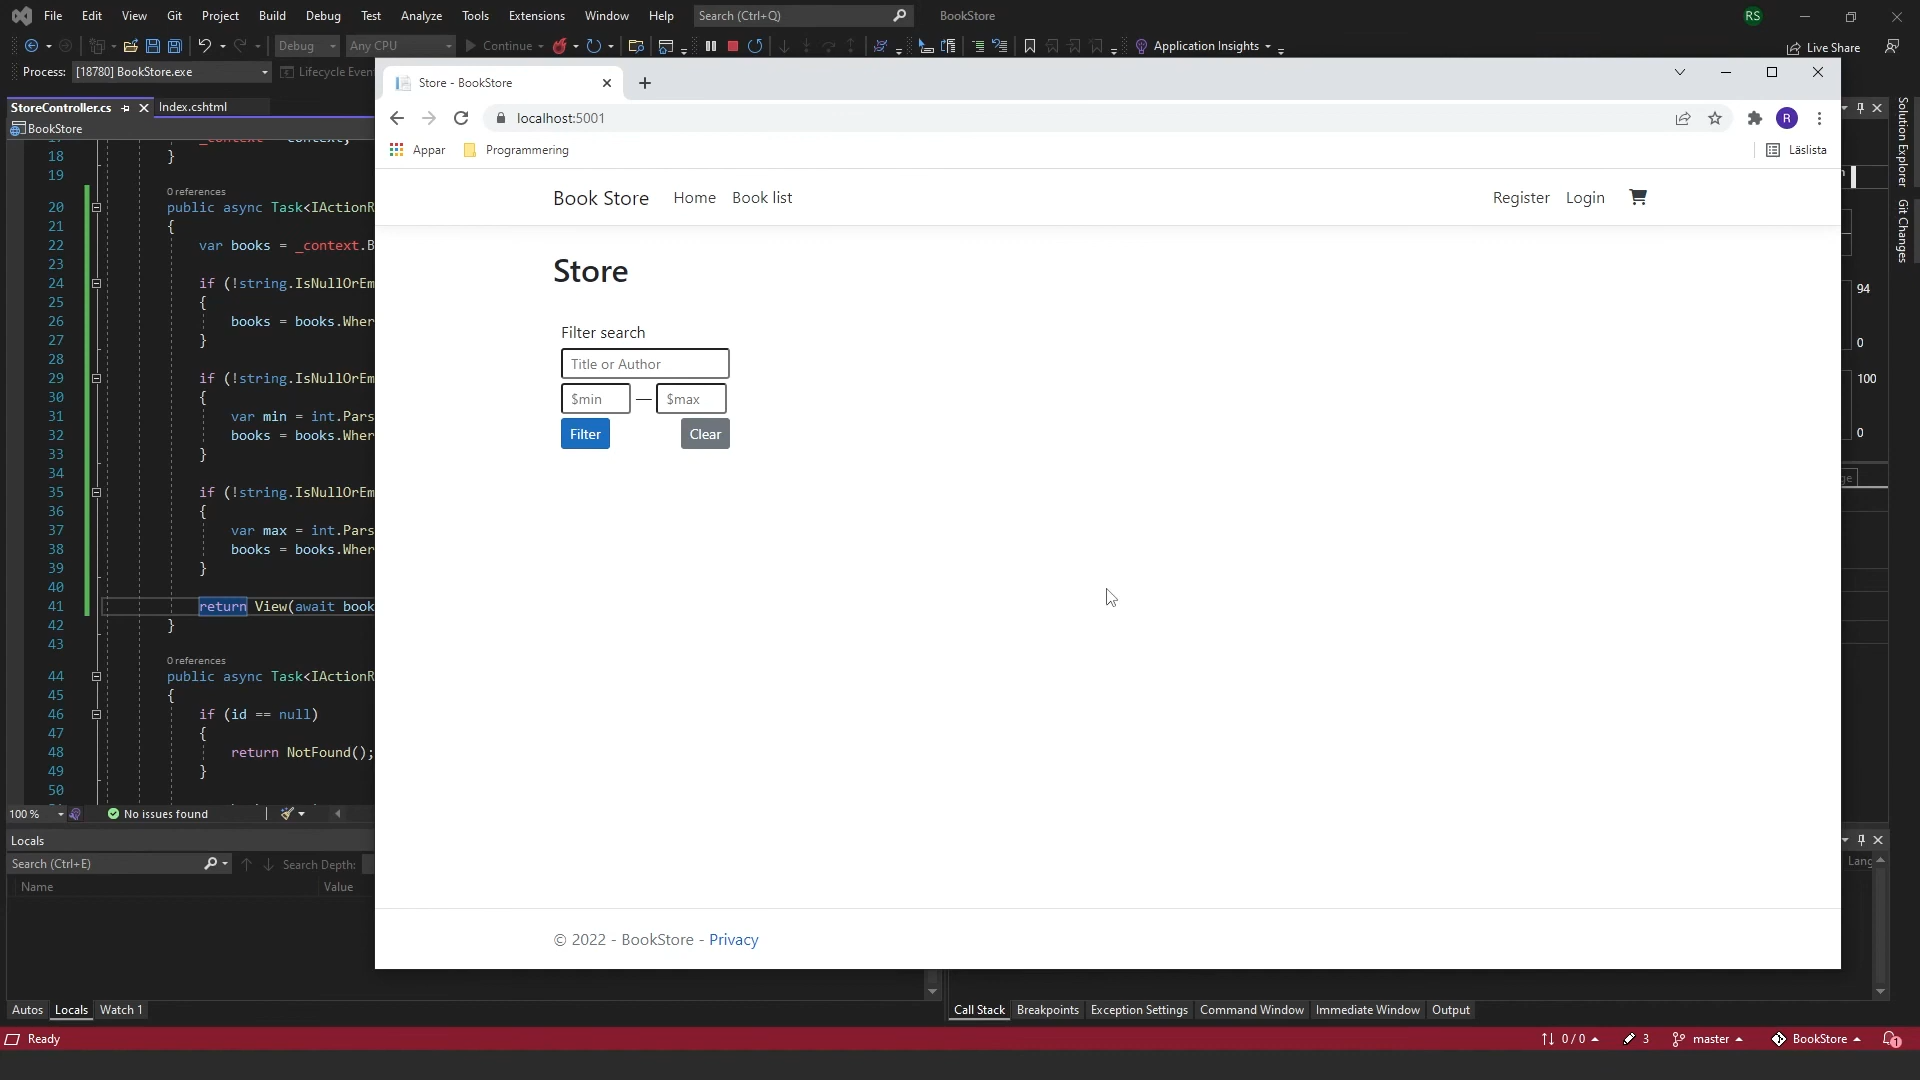 File Edit View Git Project Build Debug Test Analyze Tools Extensions Window Help Search (Ctrl+Q) BookStore RS
Debug Any CPU Continue Application Insights Live Share
Process: [18780] BookStore.exe Lifecycle Even
StoreController.cs Index.cshtml
BookStore
Store - BookStore
localhost:5001 R
Appar Programmering Läslista
Book Store Home Book list Register Login
Store
Filter search
Title or Author
$min — $max
Filter Clear
© 2022 - BookStore - Privacy
18 }
19
0 references
20 public async Task<IActionR
21 {
22 var books = _context.B
23
24 if (!string.IsNullOrEm
25 {
26 books = books.Wher
27 }
28
29 if (!string.IsNullOrEm
30 {
31 var min = int.Pars
32 books = books.Wher
33 }
34
35 if (!string.IsNullOrEm
36 {
37 var max = int.Pars
38 books = books.Wher
39 }
40
41 return View(await book
42 }
43
0 references
44 public async Task<IActionR
45 {
46 if (id == null)
47 {
48 return NotFound();
49 }
50
94
0
100
0
Solution Explorer
Git Changes
100 % No issues found
Locals
Search (Ctrl+E) Search Depth:
Name Value
Lang
Autos Locals Watch 1
Call Stack Breakpoints Exception Settings Command Window Immediate Window Output
Ready 0 / 0 3 master BookStore 1